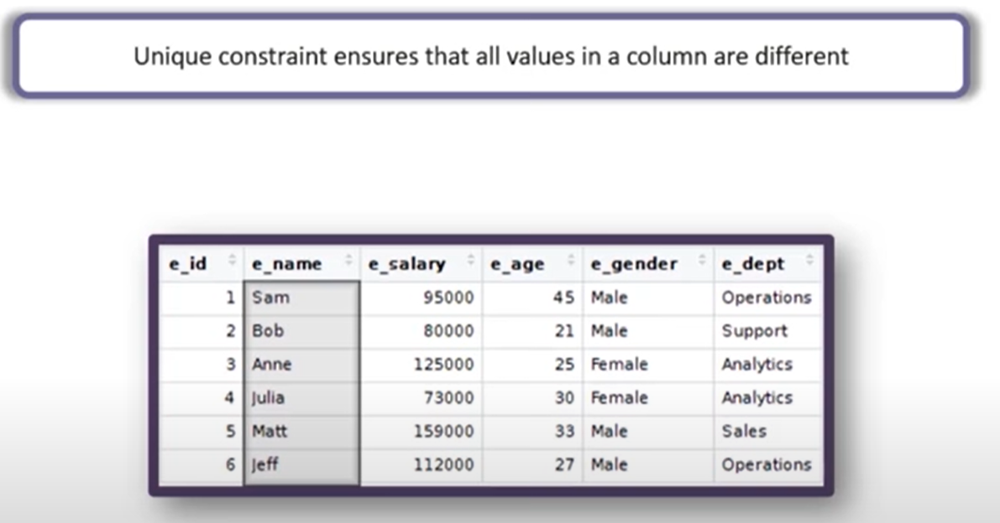 Unique constraint ensures that all values in a column are different
e_id e_name e_salary e_age e_gender e_dept
1 Sam 95000 45 Male Operations
2 Bob 80000 21 Male Support
3 Anne 125000 25 Female Analytics
4 Julia 73000 30 Female Analytics
5 Matt 159000 33 Male Sales
6 Jeff 112000 27 Male Operations